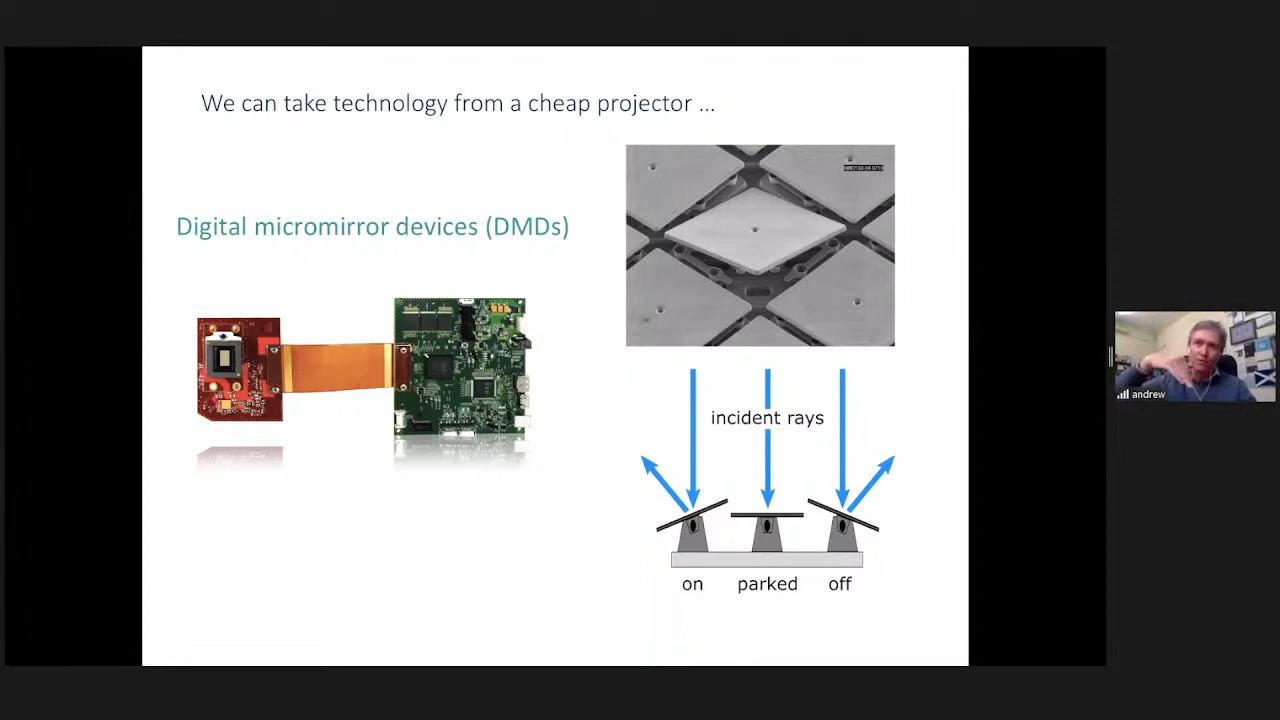 We can take technology from a cheap projector ...
Digital micromirror devices (DMDs)
incident rays
on parked off
andrew